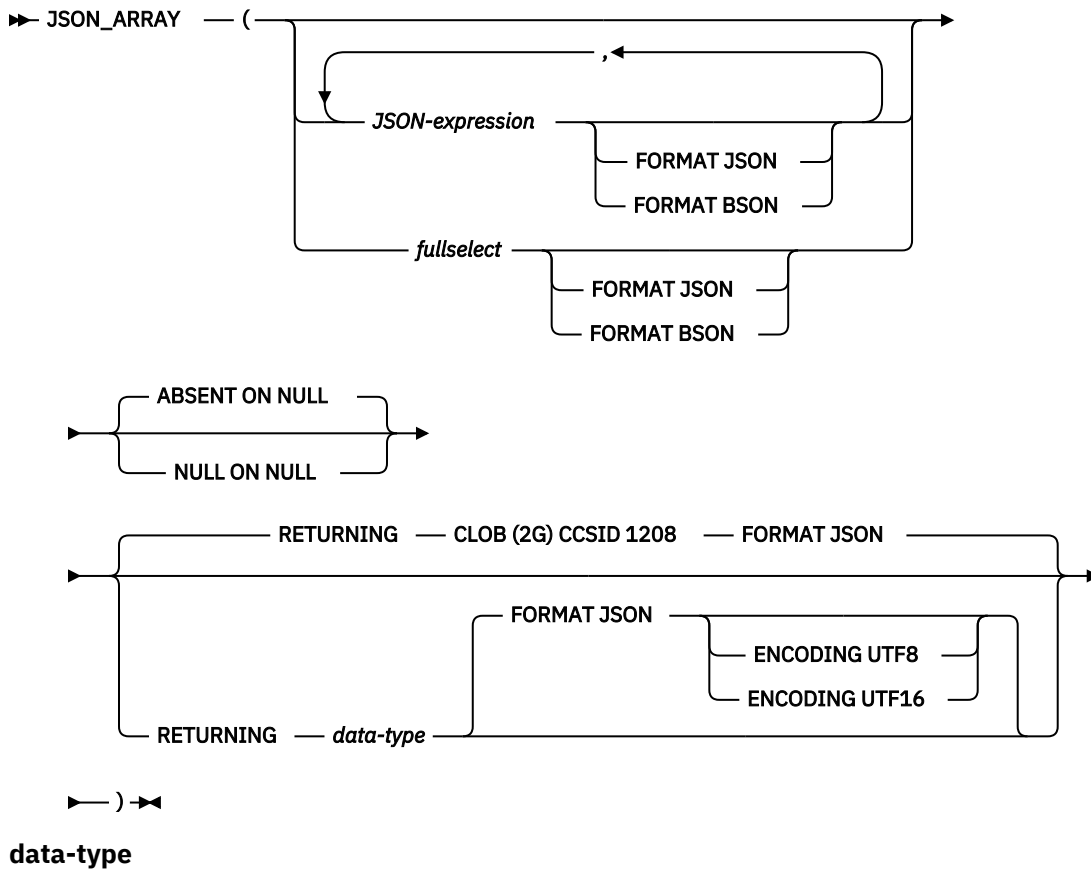 JSON_ARRAY (
,
JSON-expression
FORMAT JSON
FORMAT BSON
fullselect
FORMAT JSON
FORMAT BSON
ABSENT ON NULL
NULL ON NULL
RETURNING CLOB (2G) CCSID 1208 FORMAT JSON
FORMAT JSON
ENCODING UTF8
ENCODING UTF16
RETURNING data-type
)
data-type